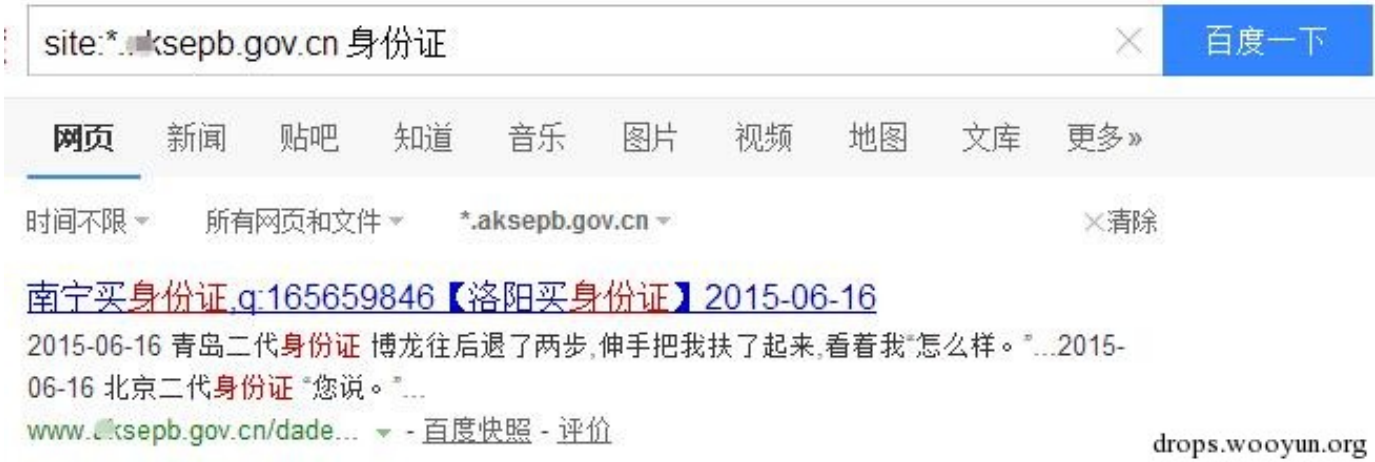 site:*.aksepb.gov.cn 身份证 × 百度一下
网页 新闻 贴吧 知道 音乐 图片 视频 地图 文库 更多»
时间不限 所有网页和文件 *.aksepb.gov.cn ×清除
南宁买身份证,q:165659846【洛阳买身份证】2015-06-16
2015-06-16 青岛二代身份证 博龙往后退了两步,伸手把我扶了起来,看着我“怎么样。”...2015-
06-16 北京二代身份证 “您说。”...
www.aksepb.gov.cn/dade... - 百度快照 - 评价
drops.wooyun.org